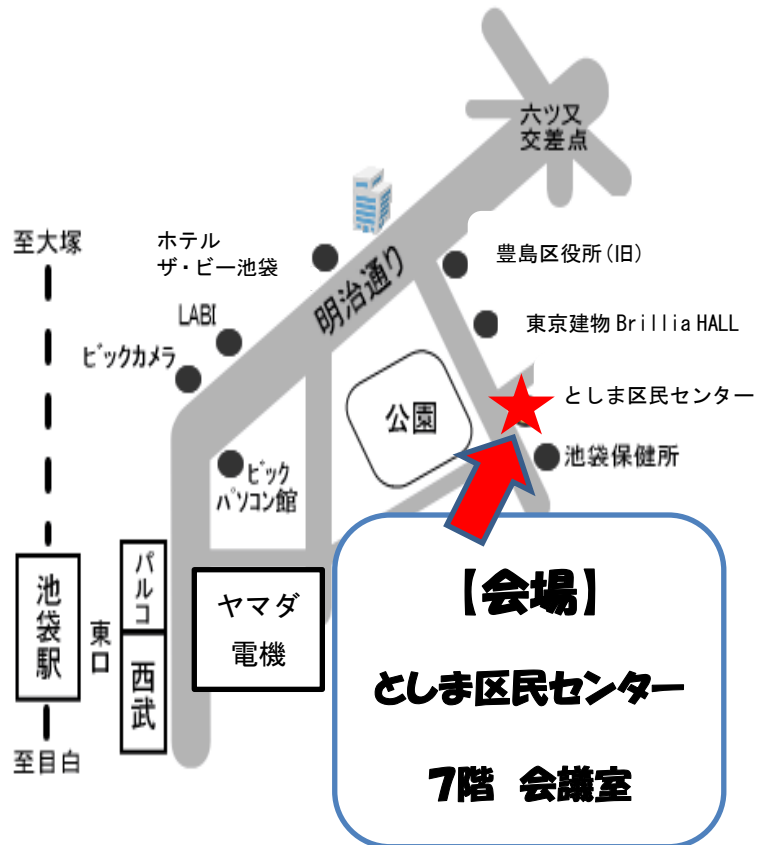 六ツ又
交差点
至大塚
ホテル
ザ・ビー池袋
明治通り
豊島区役所(旧)
LABI
東京建物 Brillia HALL
ビックカメラ
としま区民センター
公園
池袋保健所
ビック
パソコン館
池袋駅
東口
パルコ
西武
ヤマダ
電機
至目白
【会場】
としま区民センター
7階 会議室